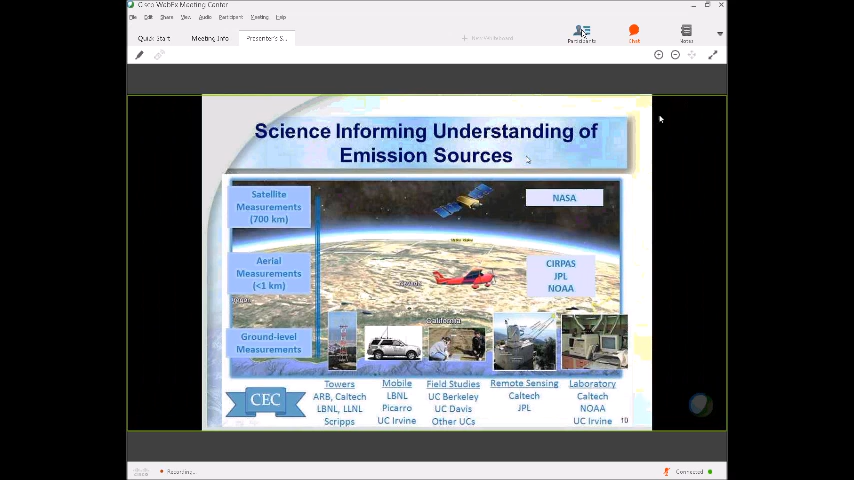 Cisco WebEx Meeting Center
File Edit Share View Audio Participant Meeting Help
Quick Start Meeting Info Presenter's S...
Participants Chat Notes
Science Informing Understanding of
Emission Sources
Satellite
Measurements
(700 km)
NASA
Aerial
Measurements
(<1 km)
CIRPAS
JPL
NOAA
Nevada
California
Ground-level
Measurements
CEC
Towers
ARB, Caltech
LBNL, LLNL
Scripps
Mobile
LBNL
Picarro
UC Irvine
Field Studies
UC Berkeley
UC Davis
Other UCs
Remote Sensing
Caltech
JPL
Laboratory
Caltech
NOAA
UC Irvine
10
Recording...
Connected